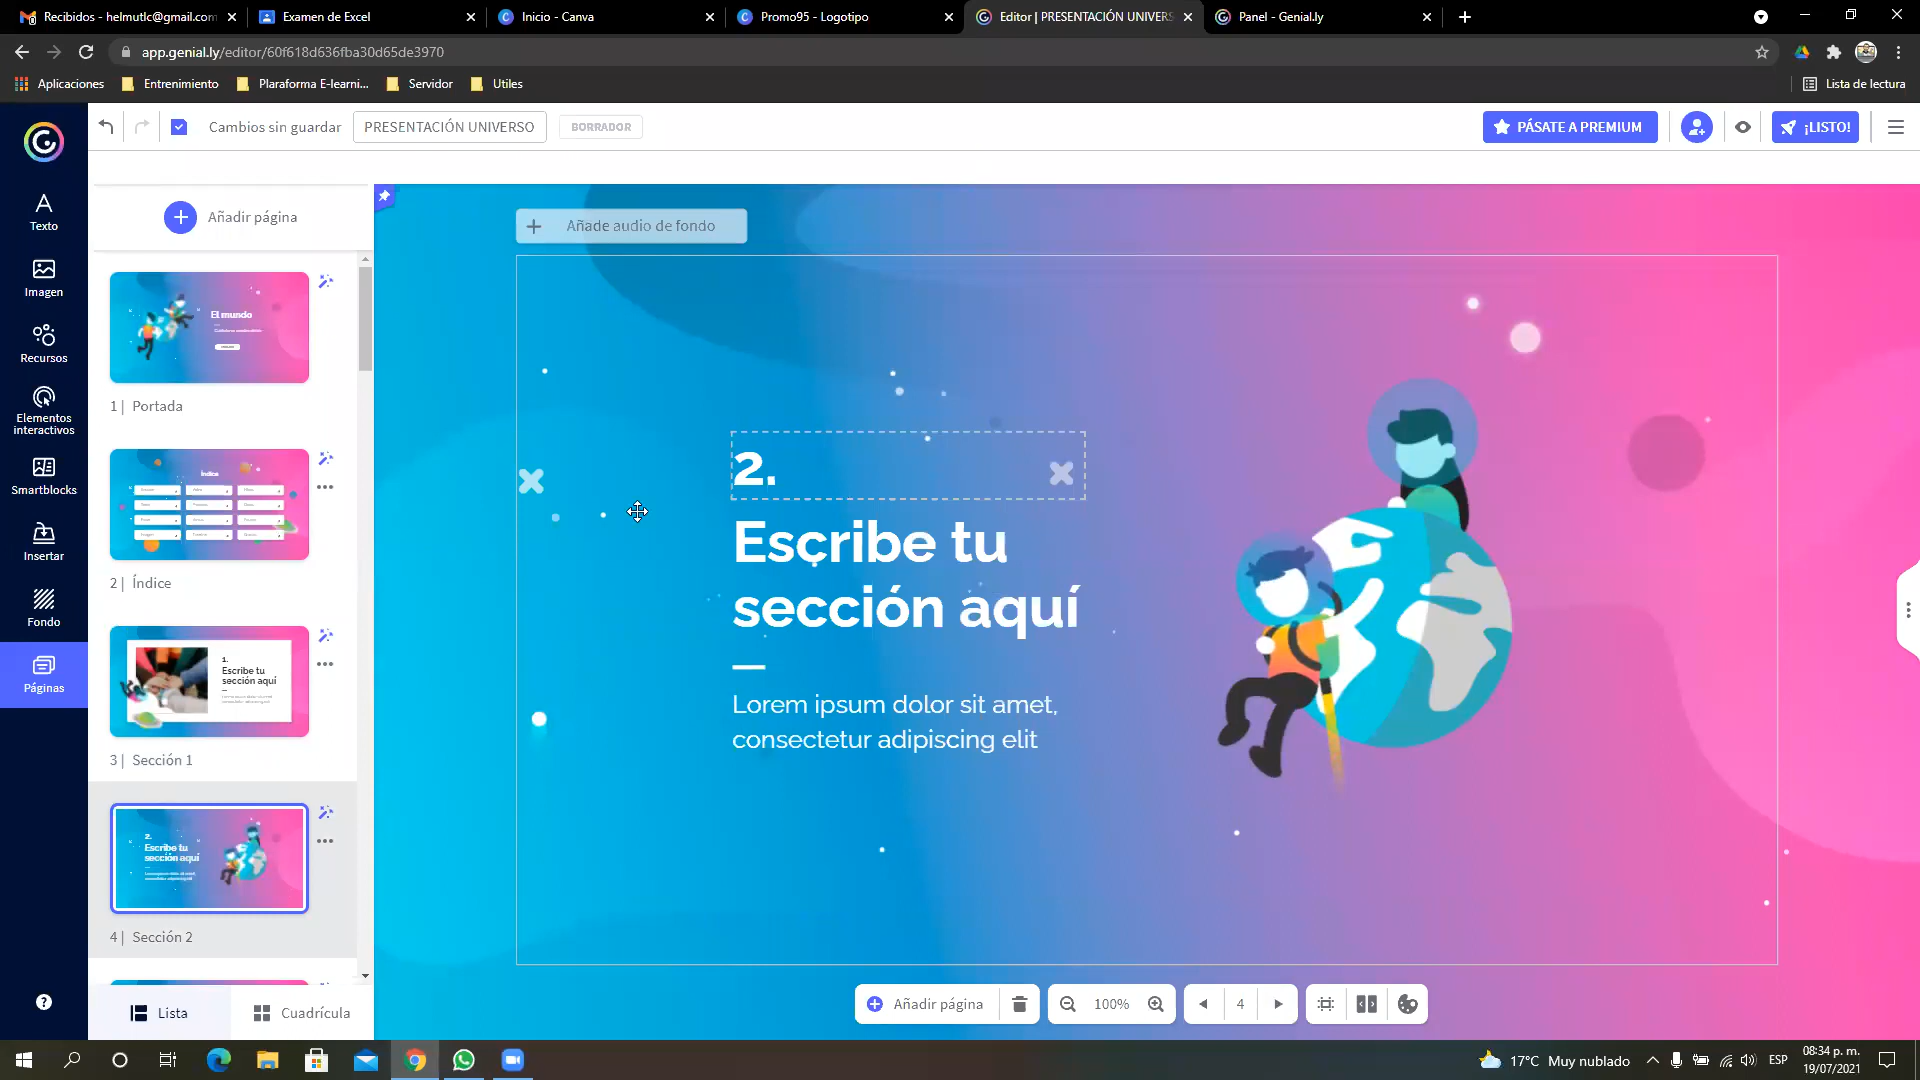 Recibidos - helmutlc@gmail.com
Examen de Excel
Inicio - Canva
Promo95 - Logotipo
Editor | PRESENTACIÓN UNIVERS
Panel - Genial.ly
app.genial.ly/editor/60f618d636fba30d65de3970
Aplicaciones
Entrenimiento
Plaraforma E-learni...
Servidor
Utiles
Lista de lectura
Cambios sin guardar
PRESENTACIÓN UNIVERSO
BORRADOR
PÁSATE A PREMIUM
¡LISTO!
Texto
Imagen
Recursos
Elementos
interactivos
Smartblocks
Insertar
Fondo
Páginas
Añadir página
El mundo
1 | Portada
Índice
2 | Índice
1.
Escribe tu
sección aquí
3 | Sección 1
2.
Escribe tu
sección aquí
4 | Sección 2
Lista
Cuadrícula
Añade audio de fondo
2.
Escribe tu
sección aquí
Lorem ipsum dolor sit amet,
consectetur adipiscing elit
Añadir página
100%
4
17°C Muy nublado
ESP
08:34 p. m.
19/07/2021